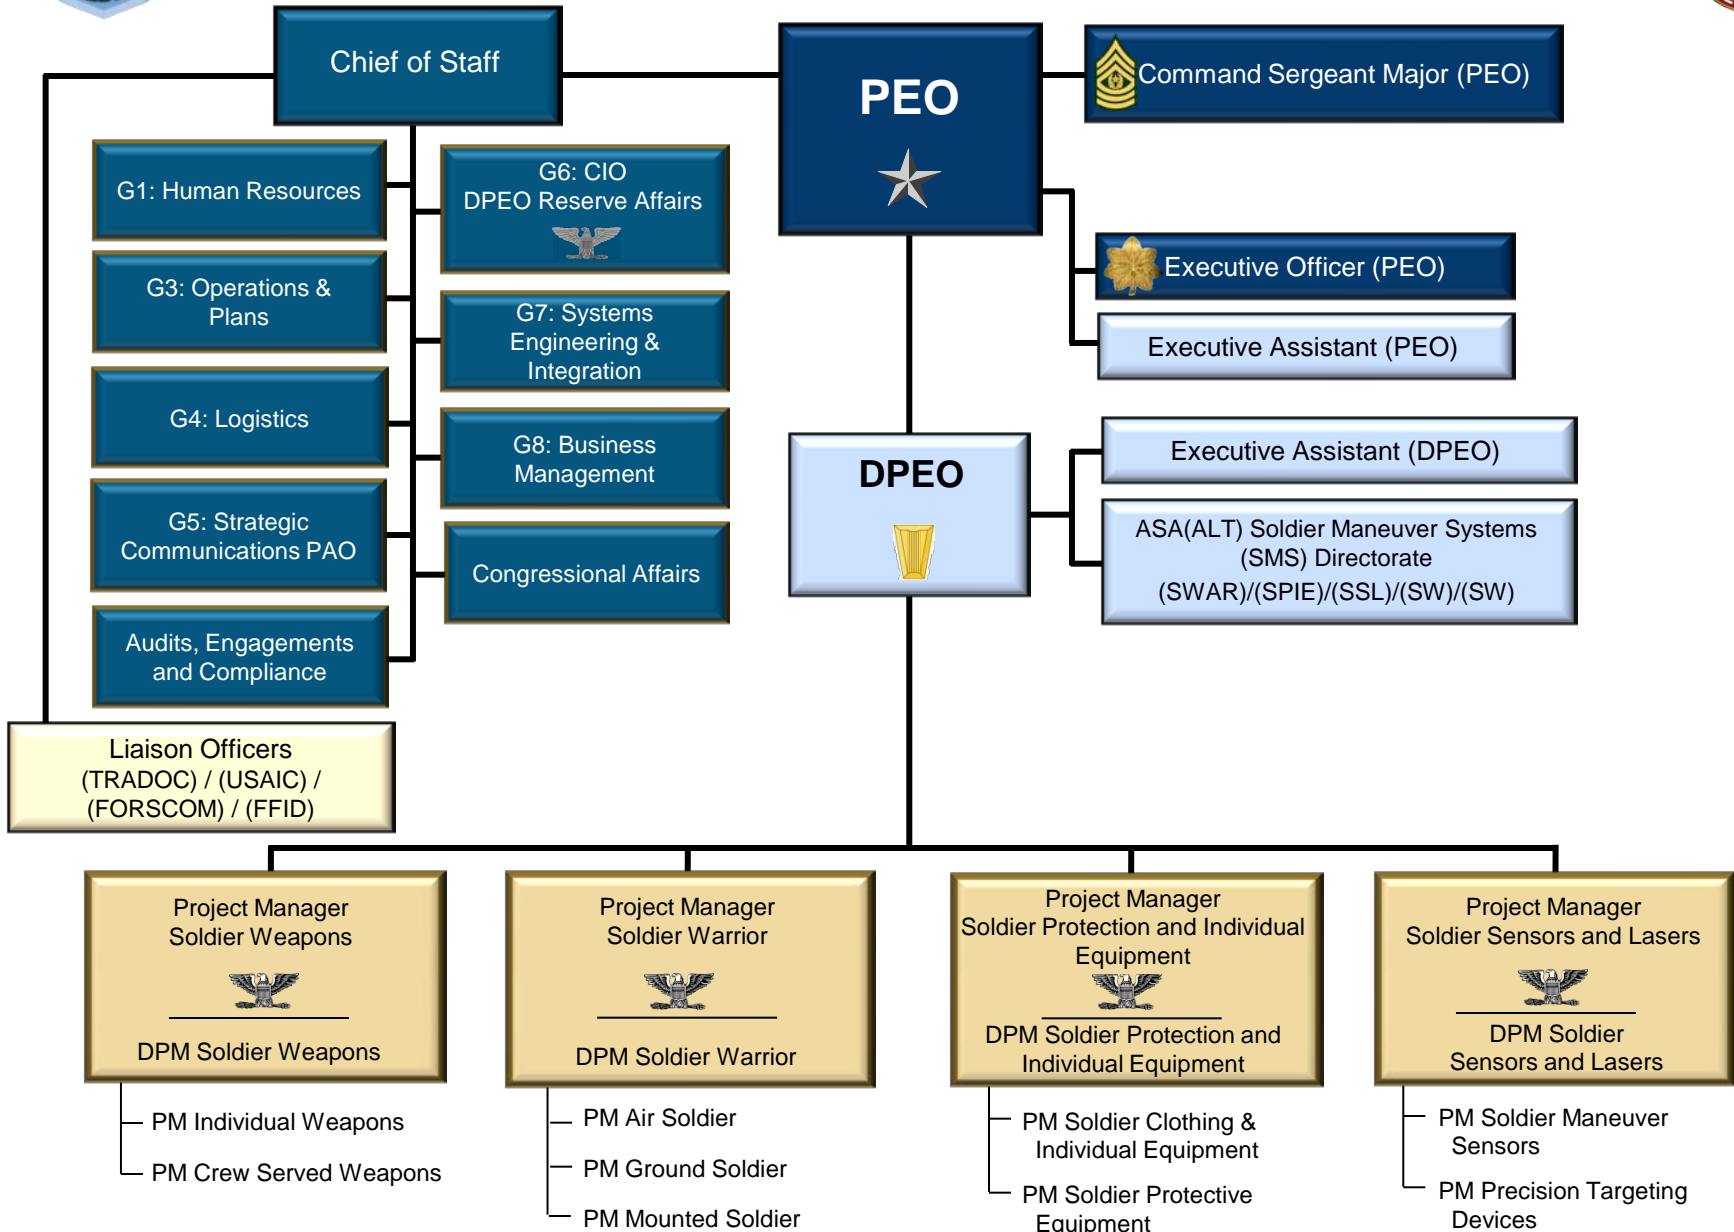 Chief of Staff
PEO
Command Sergeant Major (PEO)
G1: Human Resources
G6: CIO
DPEO Reserve Affairs
Executive Officer (PEO)
G3: Operations &
Plans
G7: Systems
Engineering &
Integration
Executive Assistant (PEO)
G4: Logistics
G8: Business
Management
DPEO
Executive Assistant (DPEO)
G5: Strategic
Communications PAO
ASA(ALT) Soldier Maneuver Systems
(SMS) Directorate
(SWAR)/(SPIE)/(SSL)/(SW)/(SW)
Congressional Affairs
Audits, Engagements
and Compliance
Liaison Officers
(TRADOC) / (USAIC) /
(FORSCOM) / (FFID)
Project Manager
Soldier Weapons
DPM Soldier Weapons
PM Individual Weapons
PM Crew Served Weapons
Project Manager
Soldier Warrior
DPM Soldier Warrior
PM Air Soldier
PM Ground Soldier
PM Mounted Soldier
Project Manager
Soldier Protection and Individual
Equipment
DPM Soldier Protection and
Individual Equipment
PM Soldier Clothing &
Individual Equipment
PM Soldier Protective
Equipment
Project Manager
Soldier Sensors and Lasers
DPM Soldier
Sensors and Lasers
PM Soldier Maneuver
Sensors
PM Precision Targeting
Devices